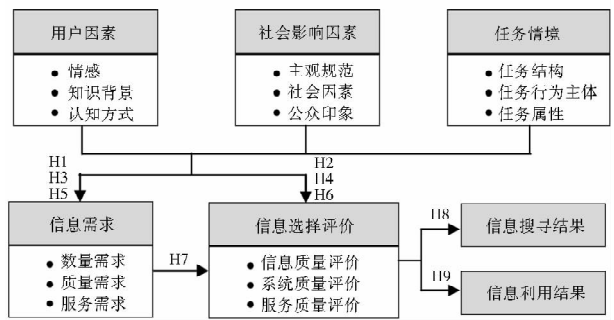 用户因素
● 情感
● 知识背景
● 认知方式
社会影响因素
● 主观规范
● 社会因素
● 公众印象
任务情境
● 任务结构
● 任务行为主体
● 任务属性
H1
H3
H5
H2
H4
H6
信息需求
● 数量需求
● 质量需求
● 服务需求
H7
信息选择评价
● 信息质量评价
● 系统质量评价
● 服务质量评价
H8
信息搜寻结果
H9
信息利用结果